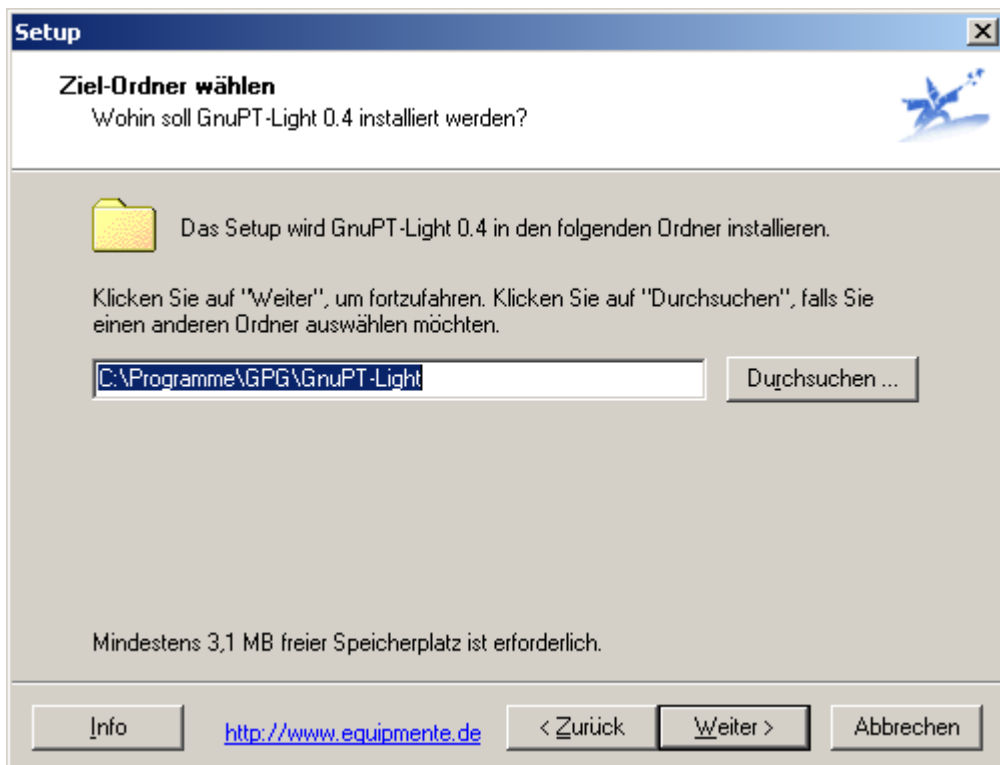 Setup
Ziel-Ordner wählen
Wohin soll GnuPT-Light 0.4 installiert werden?
Das Setup wird GnuPT-Light 0.4 in den folgenden Ordner installieren.
Klicken Sie auf "Weiter", um fortzufahren. Klicken Sie auf "Durchsuchen", falls Sie
einen anderen Ordner auswählen möchten.
C:\Programme\GPG\GnuPT-Light
Durchsuchen ...
Mindestens 3,1 MB freier Speicherplatz ist erforderlich.
Info
http://www.equipmente.de
< Zurück
Weiter >
Abbrechen